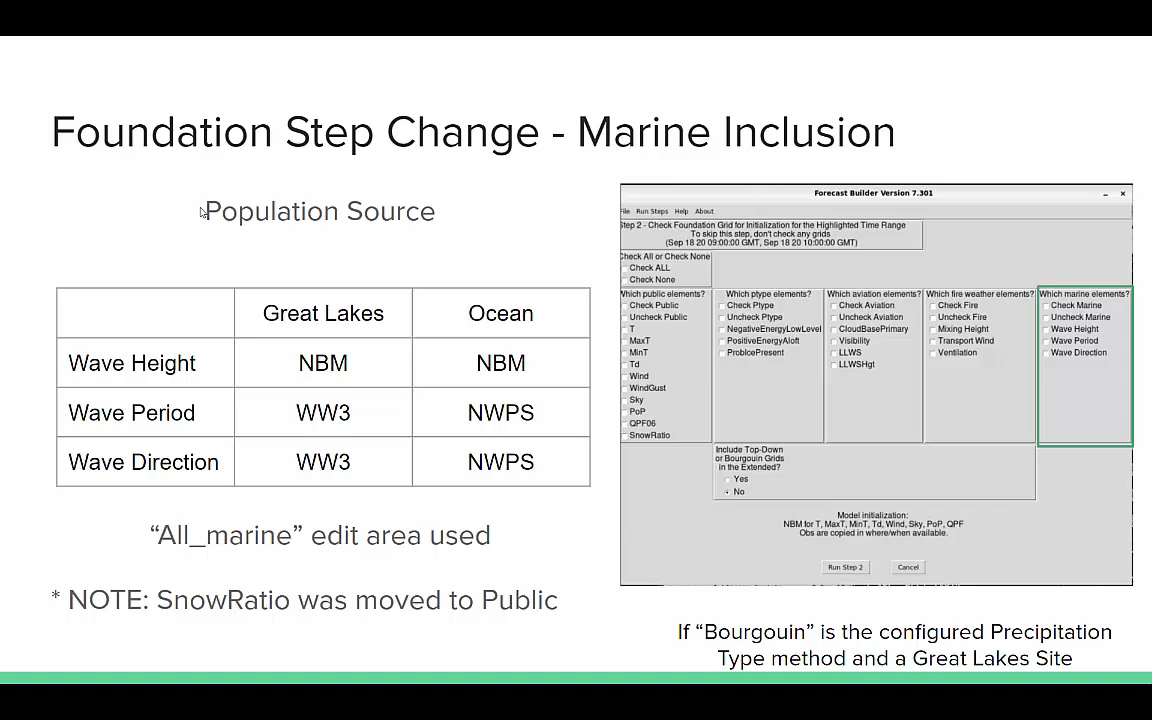 Foundation Step Change - Marine Inclusion
Population Source
Great Lakes Ocean
Wave Height NBM NBM
Wave Period WW3 NWPS
Wave Direction WW3 NWPS
“All_marine” edit area used
* NOTE: SnowRatio was moved to Public
Forecast Builder Version 7.301
File Run Steps Help About
Step 2 - Check Foundation Grid for Initialization for the Highlighted Time Range
To skip this step, don't check any grids
(Sep 18 20 09:00:00 GMT, Sep 18 20 10:00:00 GMT)
Check All or Check None
Check ALL
Check None
Which public elements?
Check Public
Uncheck Public
T
MaxT
MinT
Td
Wind
WindGust
Sky
PoP
QPF06
SnowRatio
Which ptype elements?
Check Ptype
Uncheck Ptype
NegativeEnergyLowLevel
PositiveEnergyAloft
ProbIcePresent
Which aviation elements?
Check Aviation
Uncheck Aviation
CloudBasePrimary
Visibility
LLWS
LLWSHgt
Which fire weather elements?
Check Fire
Uncheck Fire
Mixing Height
Transport Wind
Ventilation
Which marine elements?
Check Marine
Uncheck Marine
Wave Height
Wave Period
Wave Direction
Include Top-Down
or Bourgouin Grids
in the Extended?
Yes
No
Model initialization:
NBM for T, MaxT, MinT, Td, Wind, Sky, PoP, QPF
Obs are copied in where/when available.
Run Step 2 Cancel
If “Bourgouin” is the configured Precipitation
Type method and a Great Lakes Site